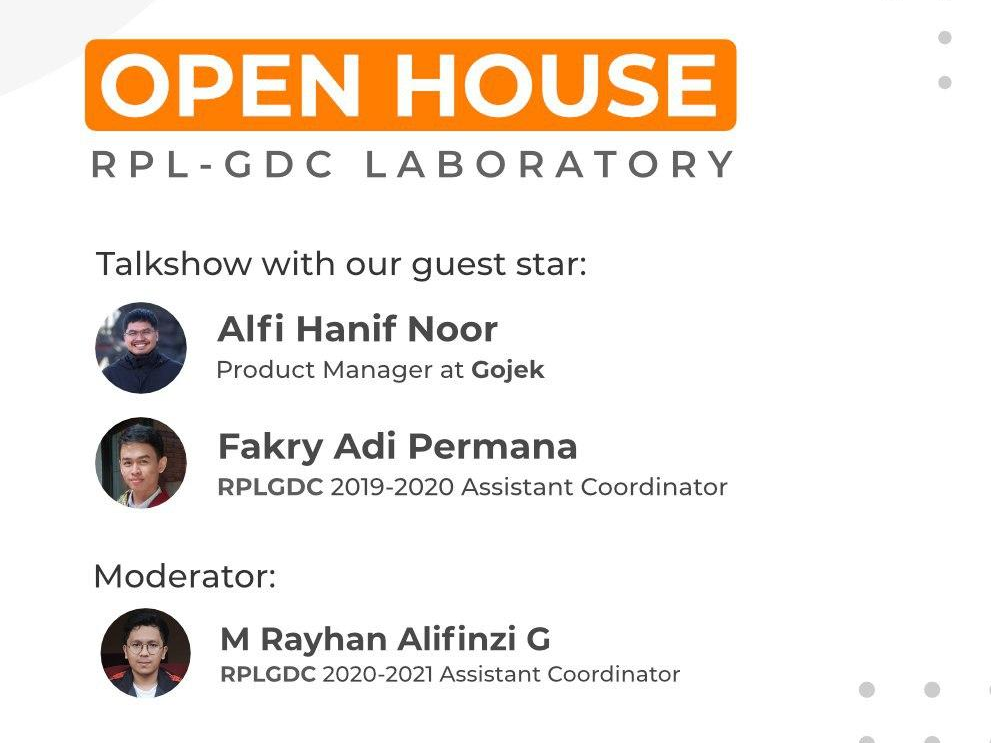 OPEN HOUSE
RPL-GDC LABORATORY
Talkshow with our guest star:
Alfi Hanif Noor
Product Manager at Gojek
Fakry Adi Permana
RPLGDC 2019-2020 Assistant Coordinator
Moderator:
M Rayhan Alifinzi G
RPLGDC 2020-2021 Assistant Coordinator